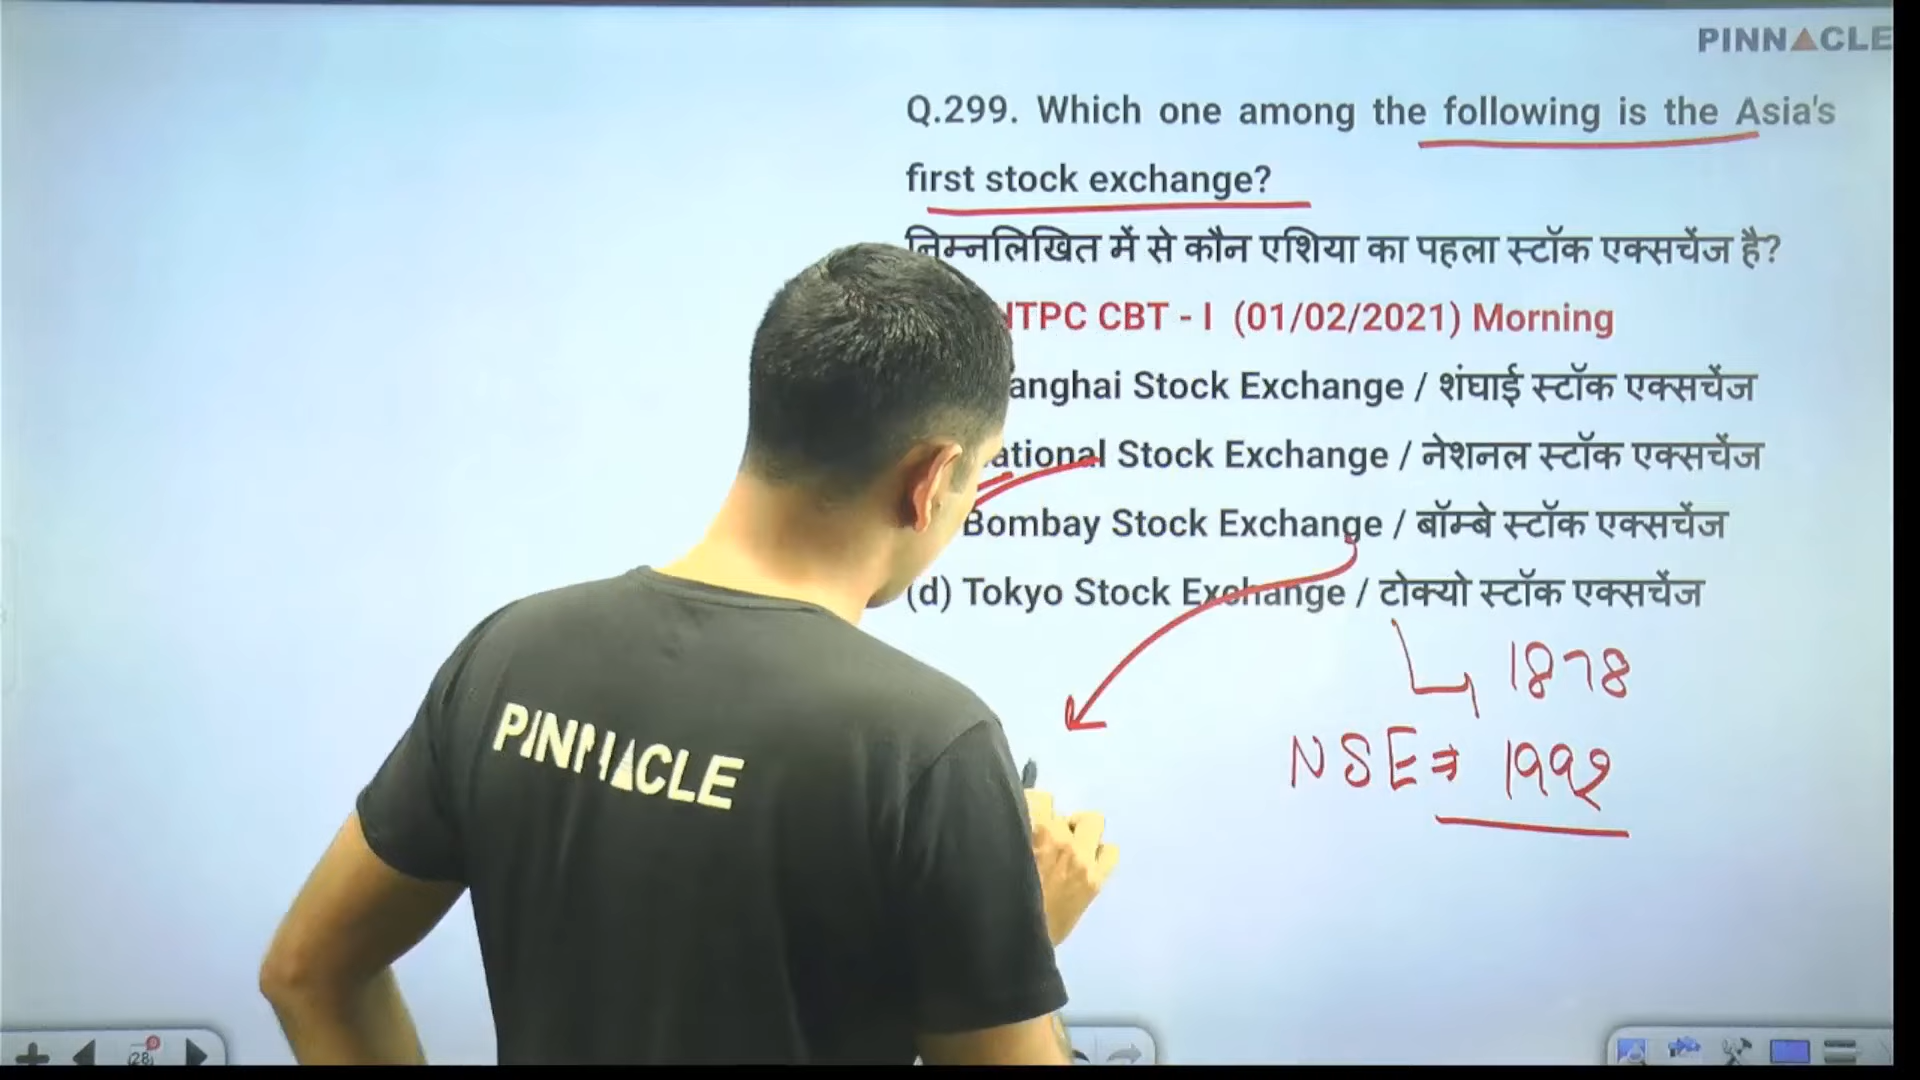 PINNACLE
Q.299. Which one among the following is the Asia's
first stock exchange?
निम्नलिखित में से कौन एशिया का पहला स्टॉक एक्सचेंज है?
NTPC CBT - I (01/02/2021) Morning
anghai Stock Exchange / शंघाई स्टॉक एक्सचेंज
ational Stock Exchange / नेशनल स्टॉक एक्सचेंज
Bombay Stock Exchange / बॉम्बे स्टॉक एक्सचेंज
(d) Tokyo Stock Exchange / टोक्यो स्टॉक एक्सचेंज
1878
NSE ⇒ 1992
PINNACLE
(28)